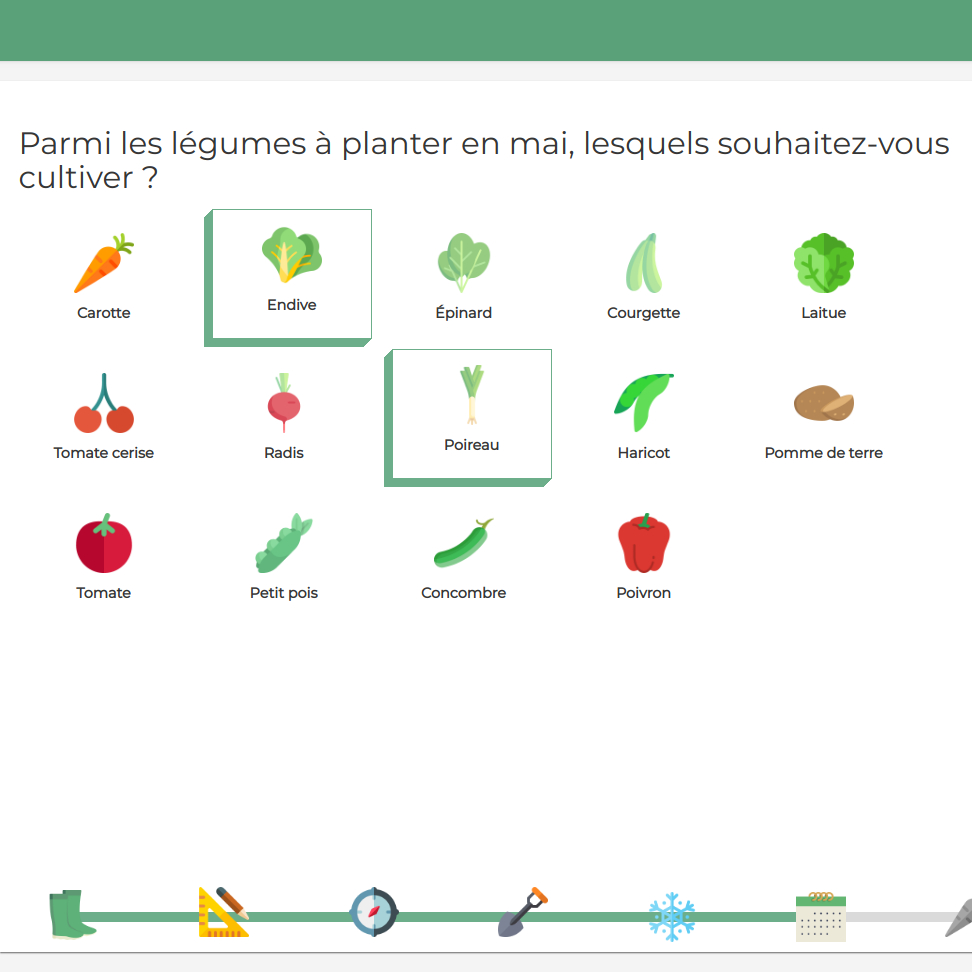 Parmi les légumes à planter en mai, lesquels souhaitez-vous
cultiver ?
Carotte
Endive
Épinard
Courgette
Laitue
Tomate cerise
Radis
Poireau
Haricot
Pomme de terre
Tomate
Petit pois
Concombre
Poivron